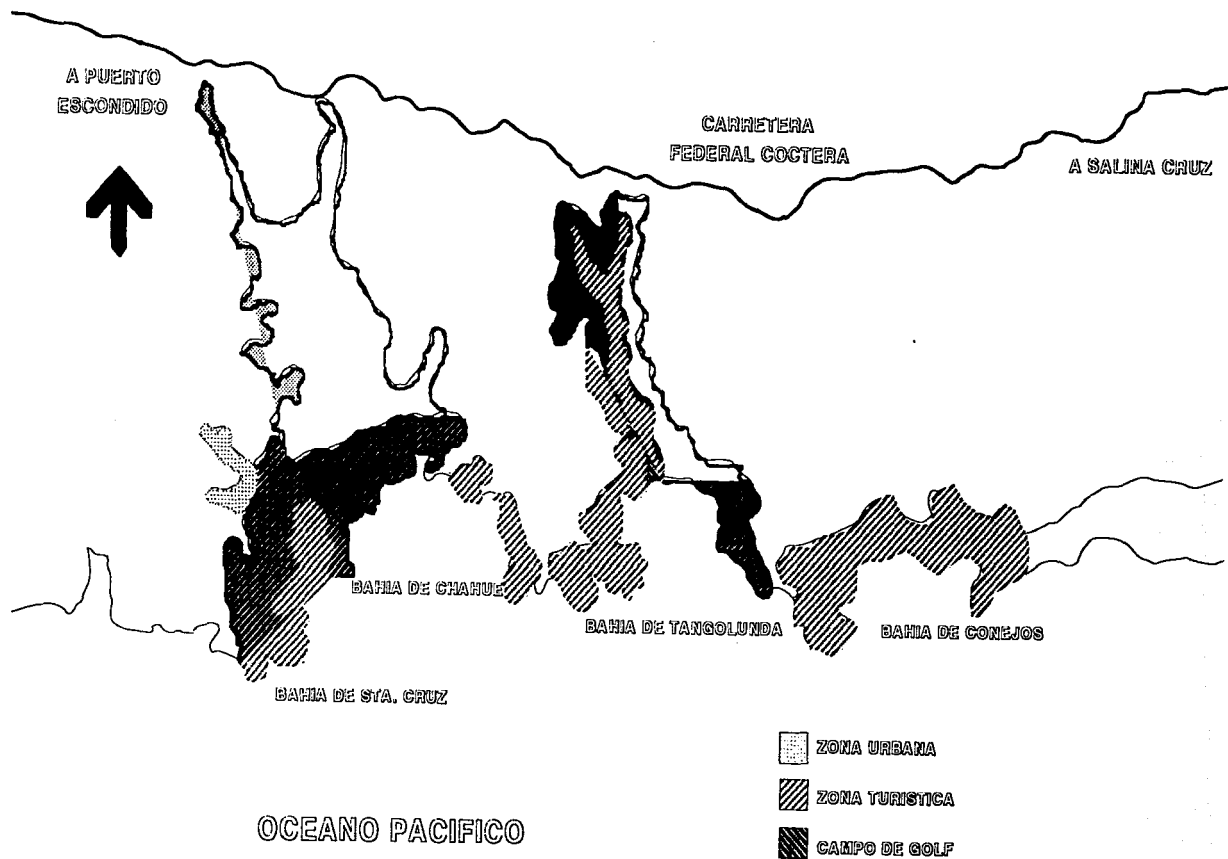 A PUERTO
ESCONDIDO
CARRETERA
FEDERAL COCTERA
A SALINA CRUZ
BAHIA DE CHAHUE
BAHIA DE TANGOLUNDA
BAHIA DE CONEJOS
BAHIA DE STA. CRUZ
ZONA URBANA
ZONA TURISTICA
CAMPO DE GOLF
OCEANO PACIFICO